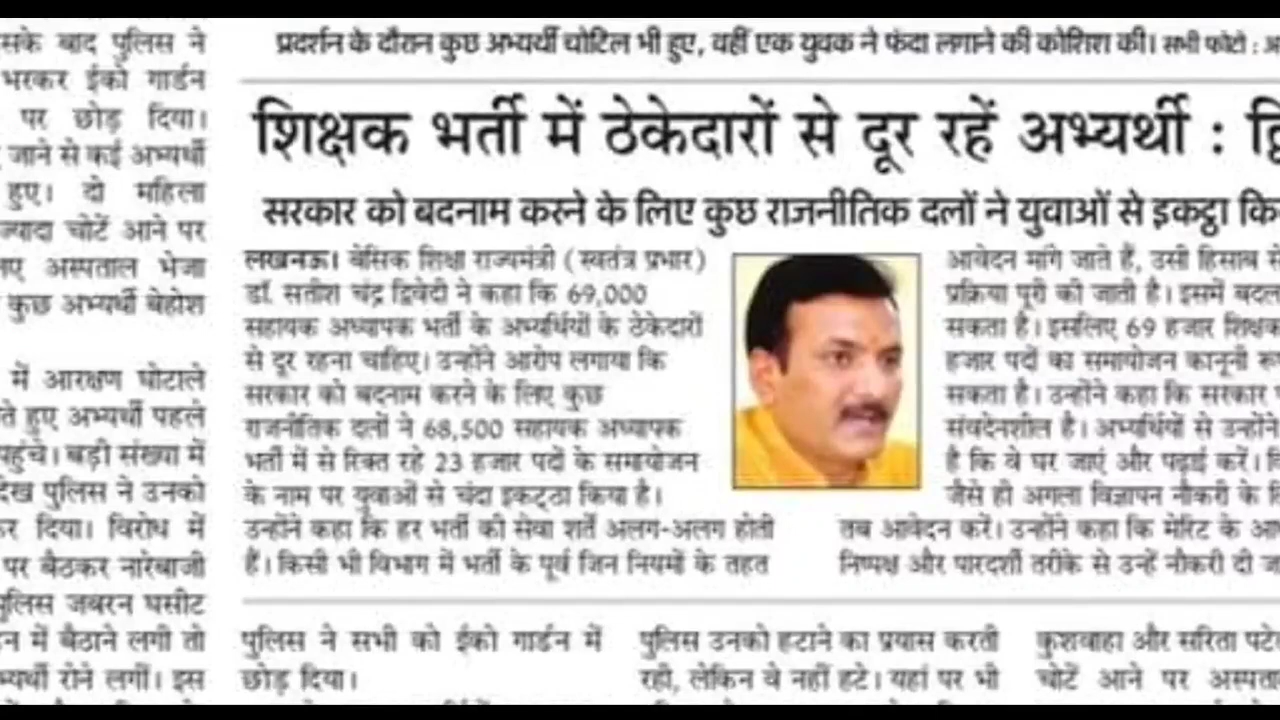 सके बाद पुलिस ने
भरकर ईको गार्डन
पर छोड़ दिया।
जाने से कई अभ्यर्थी
हुए। दो महिला
ज्यादा चोटें आने पर
अस्पताल भेजा
कुछ अभ्यर्थी बेहोश
में आरक्षण घोटाले
ते हुए अभ्यर्थी पहले
पहुंचे। बड़ी संख्या में
देख पुलिस ने उनको
कर दिया। विरोध में
पर बैठकर नारेबाजी
पुलिस जबरन घसीट
न में बैठाने लगी तो
भ्यर्थी रोने लगीं। इस
प्रदर्शन के दौरान कुछ अभ्यर्थी चोटिल भी हुए, वहीं एक युवक ने फंदा लगाने की कोशिश की। सभी फोटो :
शिक्षक भर्ती में ठेकेदारों से दूर रहें अभ्यर्थी : द्वि
सरकार को बदनाम करने के लिए कुछ राजनीतिक दलों ने युवाओं से इकट्ठा कि
लखनऊ। बेसिक शिक्षा राज्यमंत्री (स्वतंत्र प्रभार)
डॉ. सतीश चंद्र द्विवेदी ने कहा कि 69,000
सहायक अध्यापक भर्ती के अभ्यर्थियों के ठेकेदारों
से दूर रहना चाहिए। उन्होंने आरोप लगाया कि
सरकार को बदनाम करने के लिए कुछ
राजनीतिक दलों ने 68,500 सहायक अध्यापक
भर्ती में से रिक्त रहे 23 हजार पदों के समायोजन
के नाम पर युवाओं से चंदा इकट्ठा किया है।
उन्होंने कहा कि हर भर्ती की सेवा शर्तें अलग-अलग होती
हैं। किसी भी विभाग में भर्ती के पूर्व जिन नियमों के तहत
आवेदन मांगे जाते हैं, उसी हिसाब से
प्रक्रिया पूरी की जाती है। इसमें बदल
सकता है। इसलिए 69 हजार शिक्षक
हजार पदों का समायोजन कानूनी रू
सकता है। उन्होंने कहा कि सरकार
संवदेनशील है। अभ्यर्थियों से उन्होंने
है कि वे घर जाएं और पढ़ाई करें।
जैसे ही अगला विज्ञापन नौकरी के
तब आवेदन करें। उन्होंने कहा कि मेरिट के आ
निष्पक्ष और पारदर्शी तरीके से उन्हें नौकरी दी ज
पुलिस ने सभी को ईको गार्डन में
छोड़ दिया।
पुलिस उनको हटाने का प्रयास करती
रही, लेकिन वे नहीं हटे। यहां पर भी
कुशवाहा और सरिता पटे
चोटें आने पर अस्पता